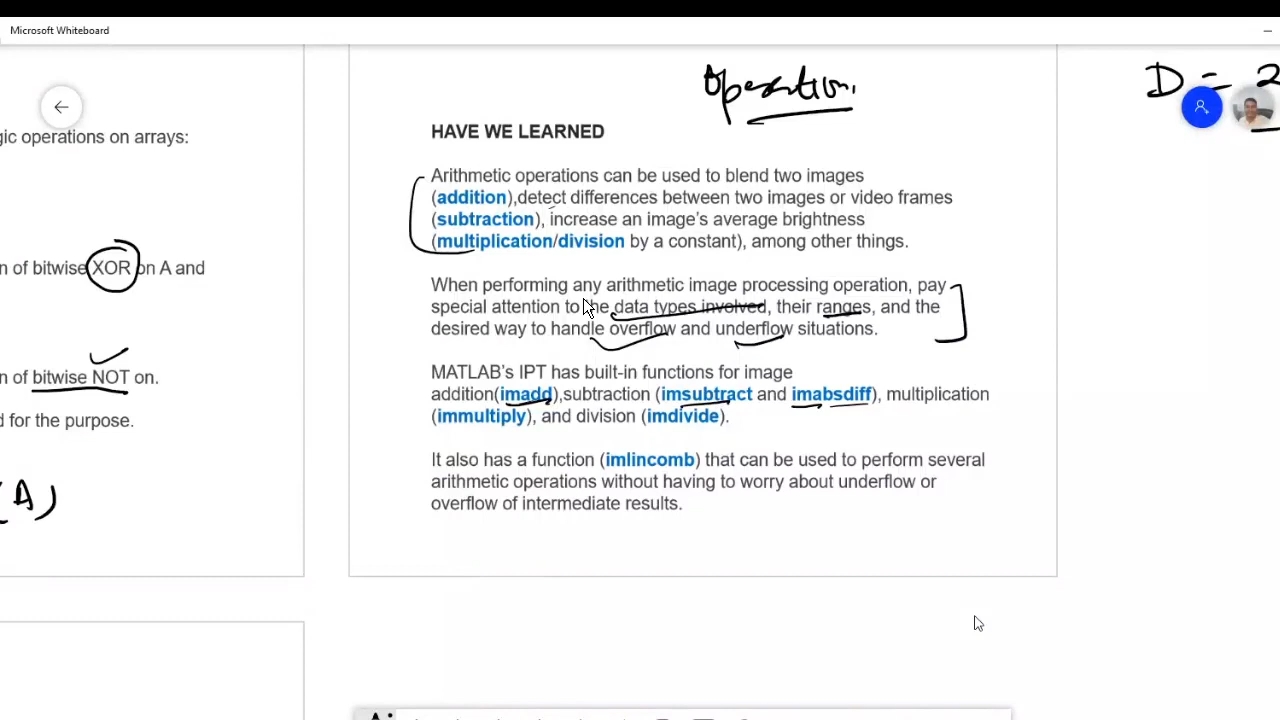 Microsoft Whiteboard
Operation.
D = 2
gic operations on arrays:
n of bitwise XOR on A and
n of bitwise NOT on.
d for the purpose.
(A)
HAVE WE LEARNED
Arithmetic operations can be used to blend two images
(addition),detect differences between two images or video frames
(subtraction), increase an image's average brightness
(multiplication/division by a constant), among other things.
When performing any arithmetic image processing operation, pay
special attention to the data types involved, their ranges, and the
desired way to handle overflow and underflow situations.
MATLAB's IPT has built-in functions for image
addition(imadd),subtraction (imsubtract and imabsdiff), multiplication
(immultiply), and division (imdivide).
It also has a function (imlincomb) that can be used to perform several
arithmetic operations without having to worry about underflow or
overflow of intermediate results.